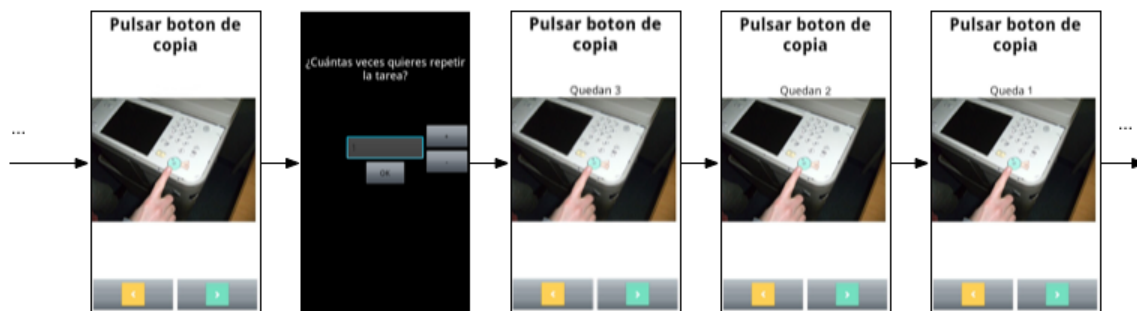 ...
Pulsar boton de
copia
¿Cuántas veces quieres repetir
la tarea?
OK
Pulsar boton de
copia
Quedan 3
Pulsar boton de
copia
Quedan 2
Pulsar boton de
copia
Queda 1
...